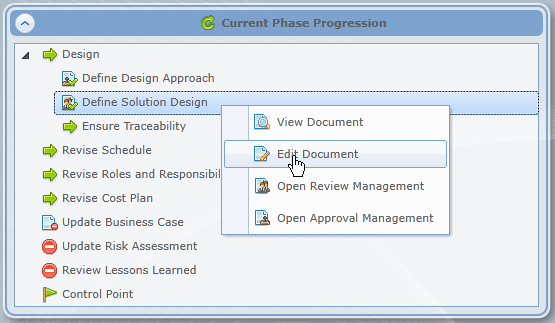 Current Phase Progression
Design
Define Design Approach
Define Solution Design
View Document
Ensure Traceability
Revise Schedule
Edit Document
Revise Roles and Responsibil
Open Review Management
Revise Cost Plan
Update Business Case
Open Approval Management
Update Risk Assessment
Review Lessons Learned
Control Point